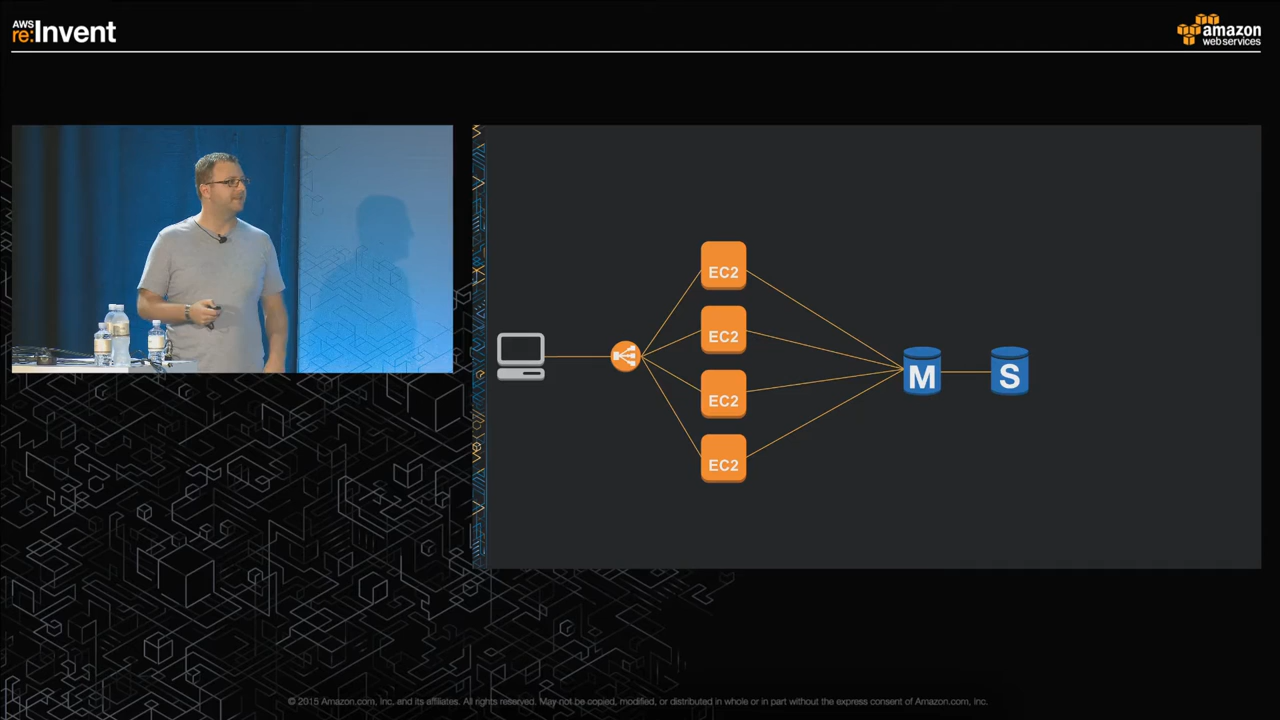 AWS
re:Invent
amazon
web services
EC2
EC2
EC2
EC2
M
S
© 2015 Amazon.com, Inc. and its affiliates. All rights reserved. May not be copied, modified, or distributed in whole or in part without the express consent of Amazon.com, Inc.